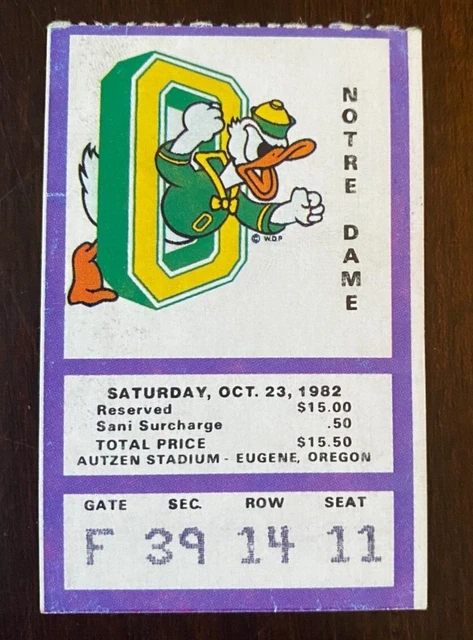 NOTRE DAME
© W.D.P
SATURDAY, OCT. 23, 1982
Reserved $15.00
Sani Surcharge .50
TOTAL PRICE $15.50
AUTZEN STADIUM - EUGENE, OREGON
GATE SEC. ROW SEAT
F 39 14 11